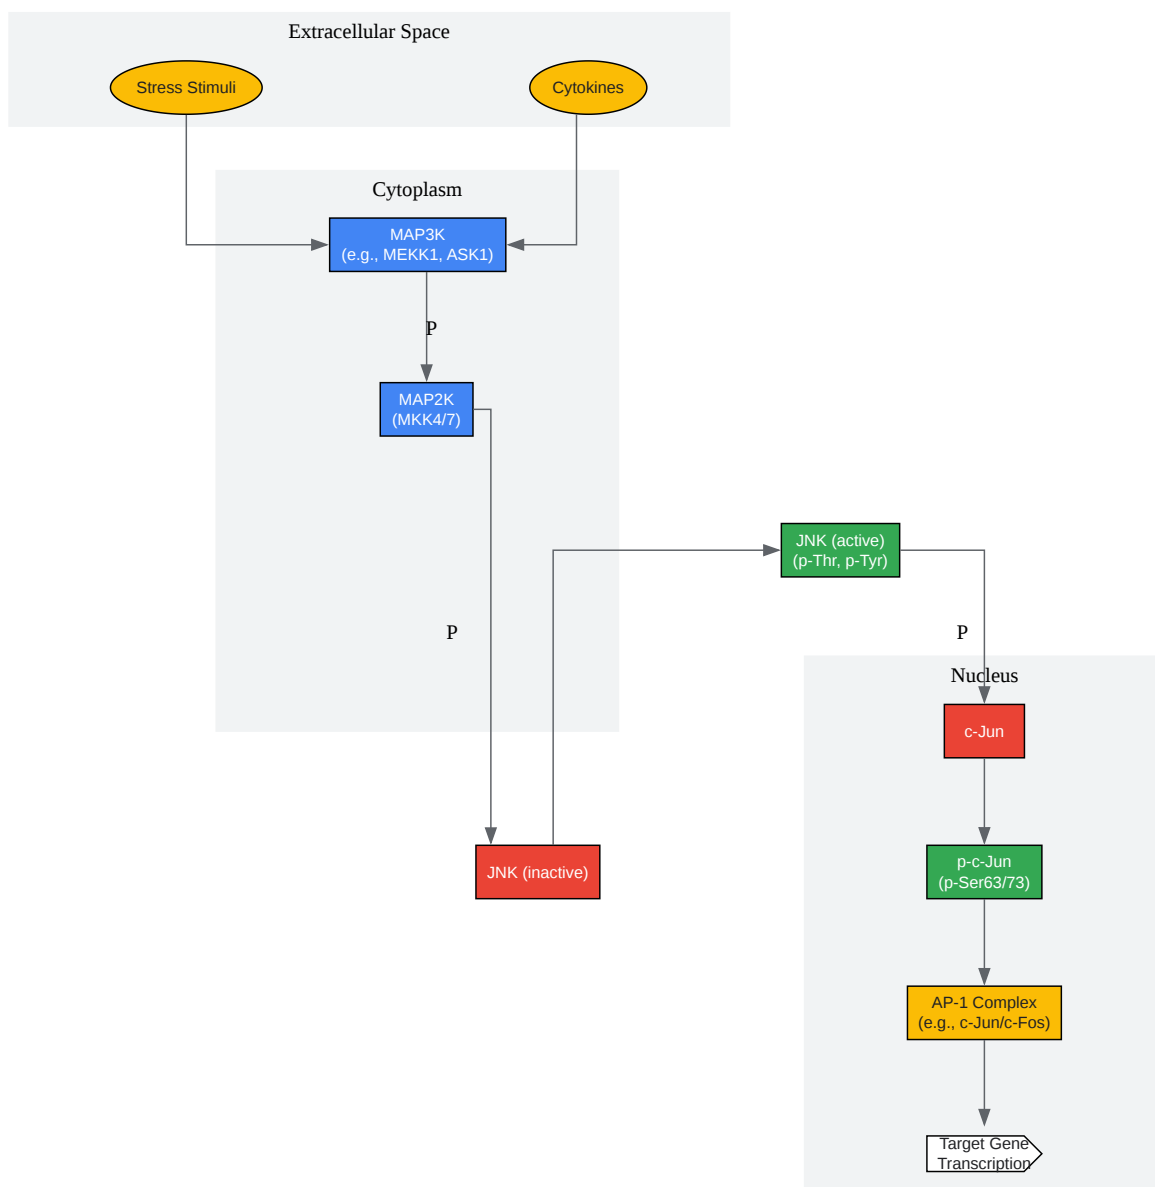 Extracellular Space
Stress Stimuli
Cytokines
Cytoplasm
MAP3K
(e.g., MEKK1, ASK1)
P
MAP2K
(MKK4/7)
JNK (active)
(p-Thr, p-Tyr)
P
P
Nucleus
c-Jun
JNK (inactive)
p-c-Jun
(p-Ser63/73)
AP-1 Complex
(e.g., c-Jun/c-Fos)
Target Gene
Transcription